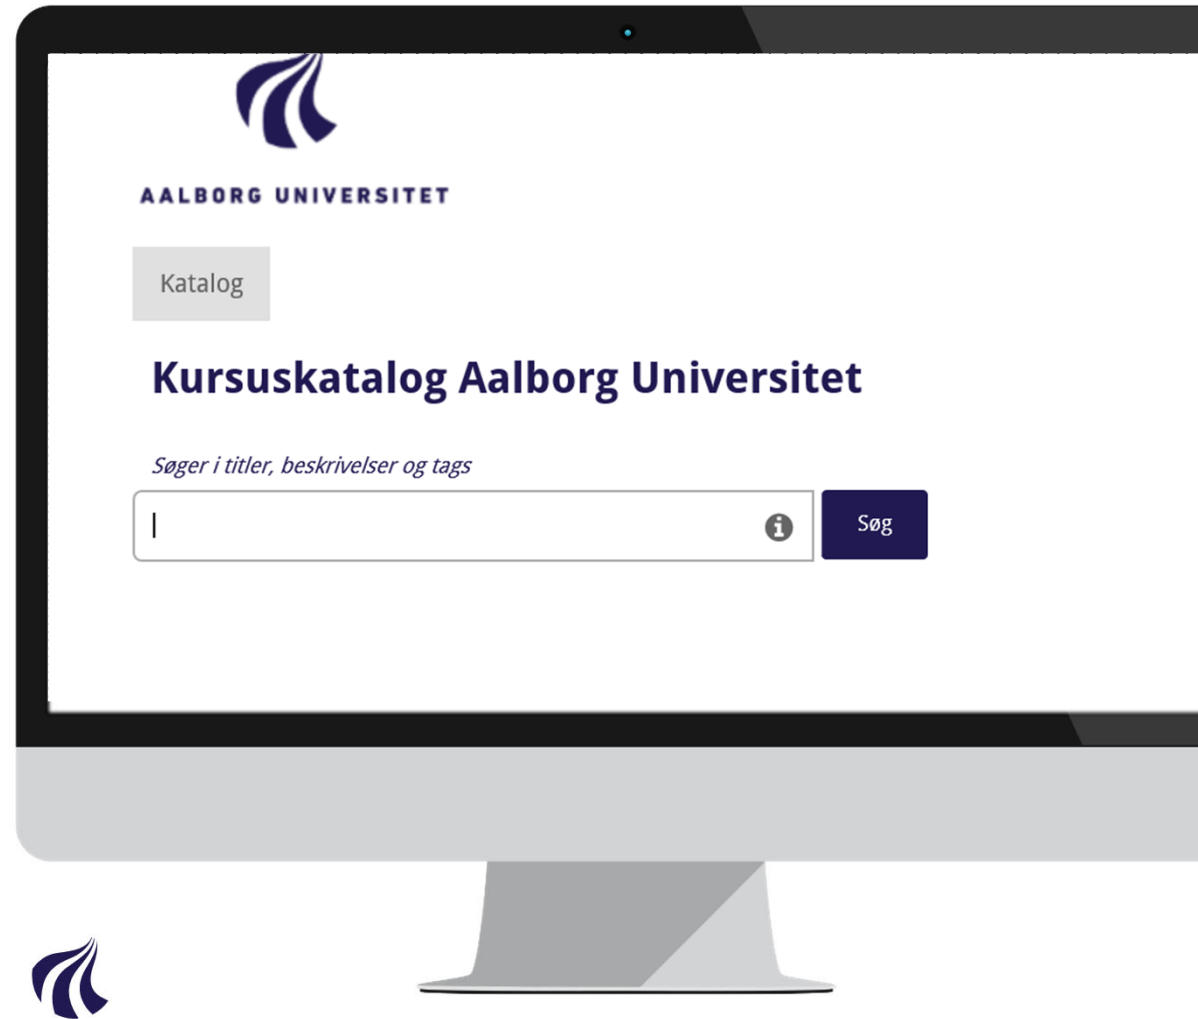 AALBORG UNIVERSITET
Katalog
Kursuskatalog Aalborg Universitet
Søger i titler, beskrivelser og tags
Søg